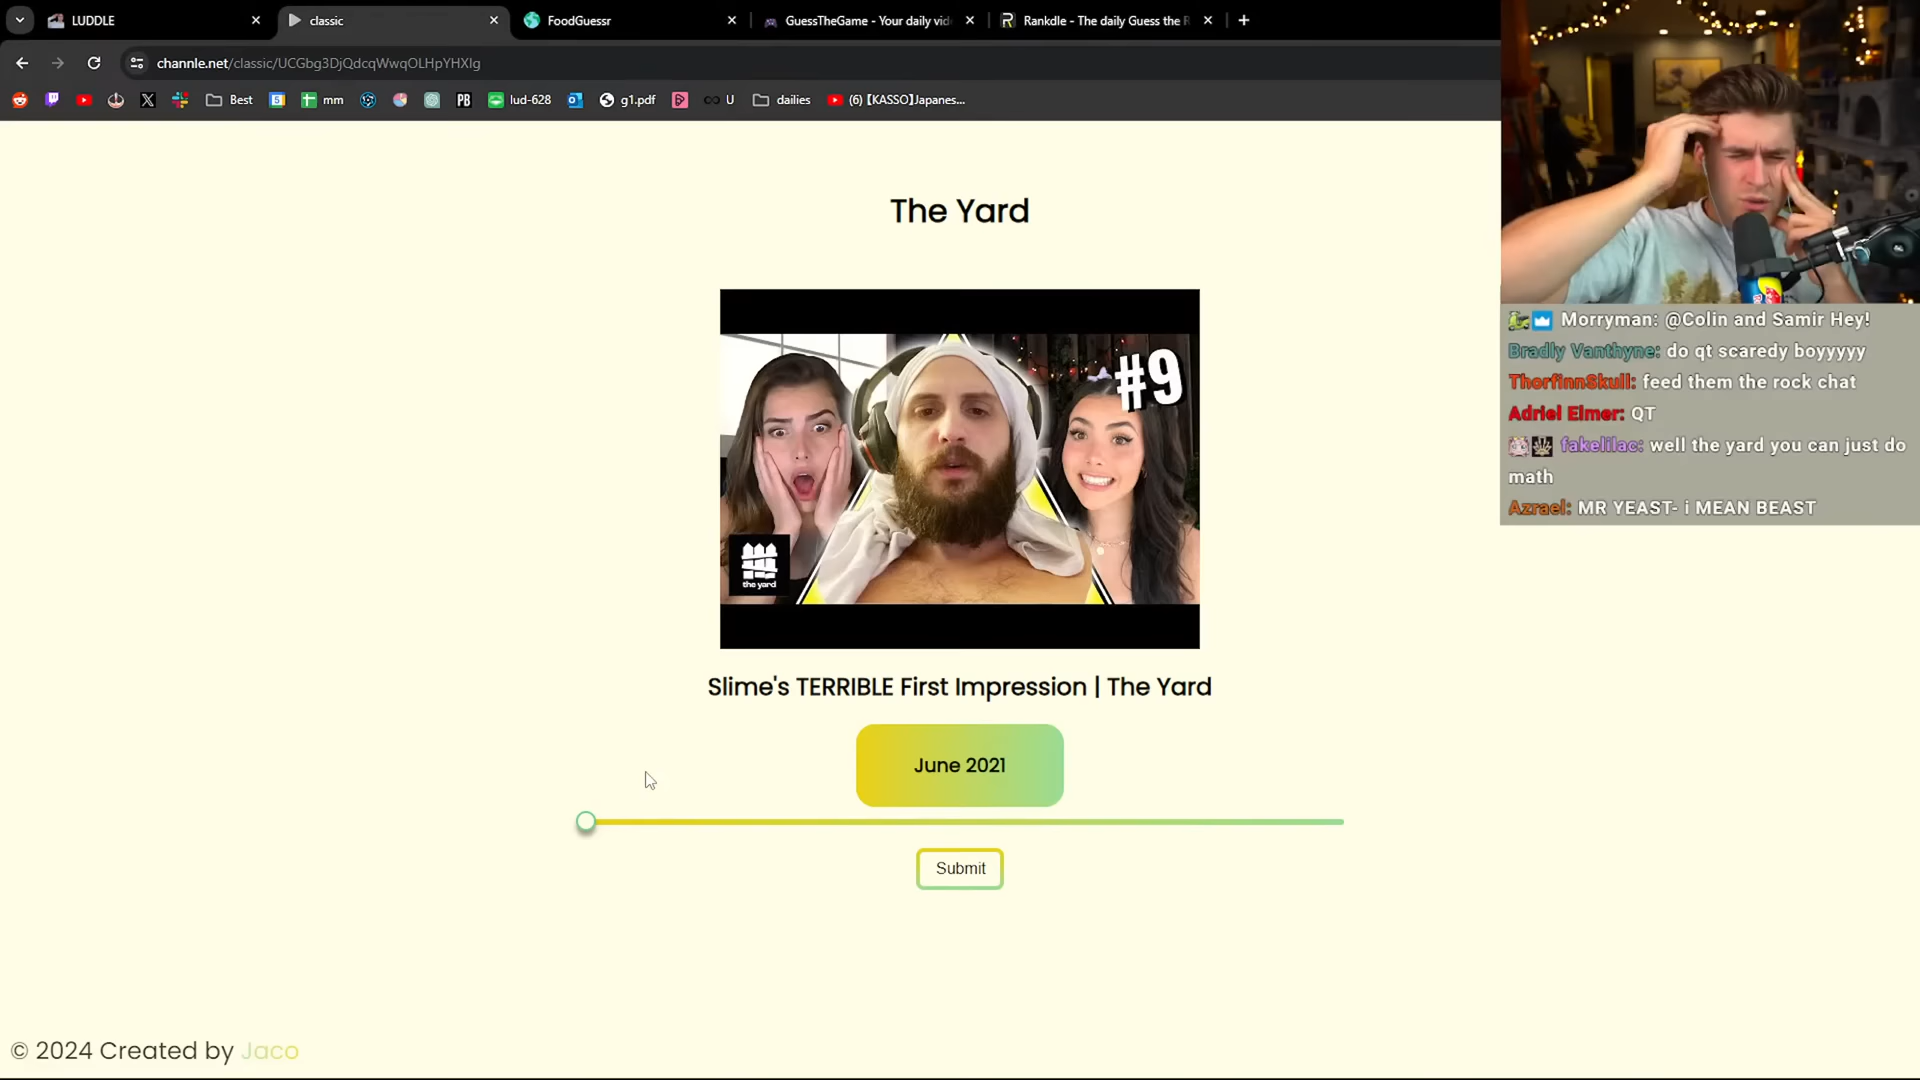 LUDDLE
classic
FoodGuessr
GuessTheGame - Your daily vid
Rankdle - The daily Guess the R
channle.net/classic/UCGbg3DjQdcqWwqOLHpYHXlg
Best
mm
PB
lud-628
g1.pdf
U
dailies
(6) 【KASSO】Japanes...
The Yard
#9
the yard
Slime's TERRIBLE First Impression | The Yard
June 2021
Submit
© 2024 Created by Jaco
Morryman: @Colin and Samir Hey!
Bradly Vanthyne: do qt scaredy boyyyyy
ThorfinnSkull: feed them the rock chat
Adriel Elmer: QT
fakelilac: well the yard you can just do
math
Azrael: MR YEAST- i MEAN BEAST